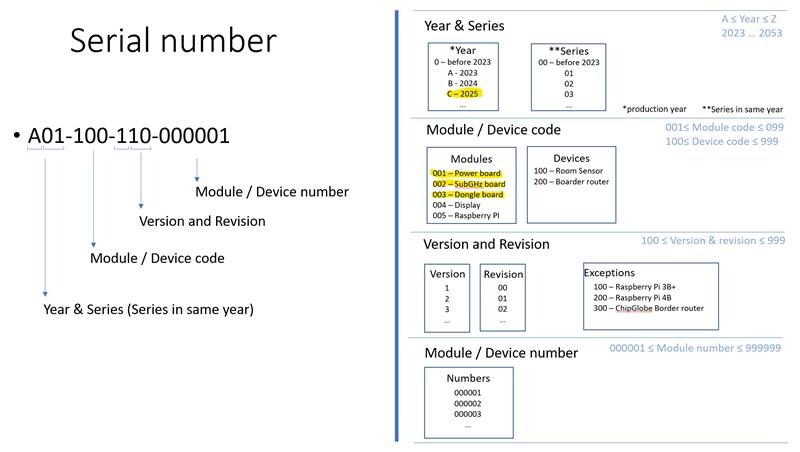 Serial number
• A01-100-110-000001
Module / Device number
Version and Revision
Module / Device code
Year & Series (Series in same year)
Year & Series
A ≤ Year ≤ Z
2023 … 2053
*Year
0 – before 2023
A - 2023
B - 2024
C – 2025
...
**Series
00 – before 2023
01
02
03
...
*production year
**Series in same year
Module / Device code
001≤ Module code ≤ 099
100≤ Device code ≤ 999
Modules
001 – Power board
002 – SubGHz board
003 – Dongle board
004 – Display
005 – Raspberry PI
Devices
100 – Room Sensor
200 – Boarder router
Version and Revision
100 ≤ Version & revision ≤ 999
Version
1
2
3
...
Revision
00
01
02
...
Exceptions
100 – Raspberry Pi 3B+
200 – Raspberry Pi 4B
300 – ChipGlobe Border router
Module / Device number
000001 ≤ Module number ≤ 999999
Numbers
000001
000002
000003
...